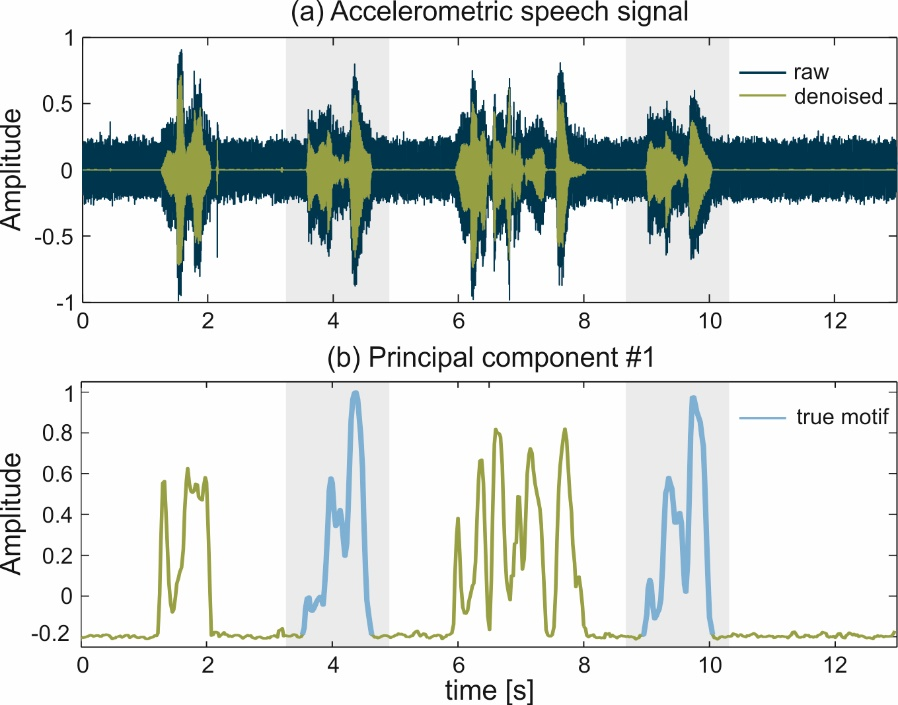 (a) Accelerometric speech signal
1
0.5
0
-0.5
-1
Amplitude
raw
denoised
0 2 4 6 8 10 12
(b) Principal component #1
1
0.8
0.6
0.4
0.2
0
-0.2
Amplitude
true motif
0 2 4 6 8 10 12
time [s]